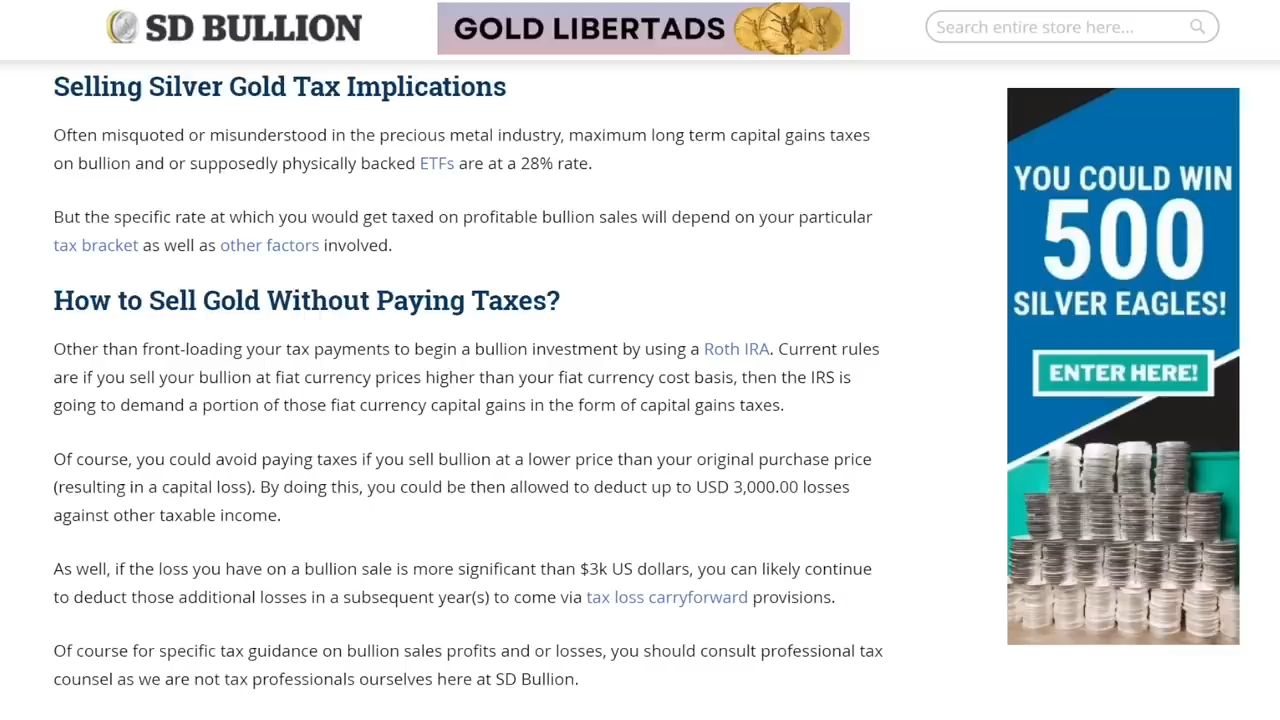 SD BULLION
GOLD LIBERTADS
Search entire store here...
Selling Silver Gold Tax Implications
Often misquoted or misunderstood in the precious metal industry, maximum long term capital gains taxes
on bullion and or supposedly physically backed ETFs are at a 28% rate.
But the specific rate at which you would get taxed on profitable bullion sales will depend on your particular
tax bracket as well as other factors involved.
How to Sell Gold Without Paying Taxes?
Other than front-loading your tax payments to begin a bullion investment by using a Roth IRA. Current rules
are if you sell your bullion at fiat currency prices higher than your fiat currency cost basis, then the IRS is
going to demand a portion of those fiat currency capital gains in the form of capital gains taxes.
Of course, you could avoid paying taxes if you sell bullion at a lower price than your original purchase price
(resulting in a capital loss). By doing this, you could be then allowed to deduct up to USD 3,000.00 losses
against other taxable income.
As well, if the loss you have on a bullion sale is more significant than $3k US dollars, you can likely continue
to deduct those additional losses in a subsequent year(s) to come via tax loss carryforward provisions.
Of course for specific tax guidance on bullion sales profits and or losses, you should consult professional tax
counsel as we are not tax professionals ourselves here at SD Bullion.
YOU COULD WIN
500
SILVER EAGLES!
ENTER HERE!